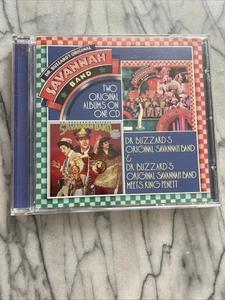 DR. BUZZARD'S ORIGINAL
SAVANNAH
BAND
TWO
ORIGINAL
ALBUMS ON
ONE CD
DR. BUZZARD'S
ORIGINAL SAVANNAH BAND
&
DR. BUZZARD'S
ORIGINAL SAVANNAH BAND
MEETS KING PENETT